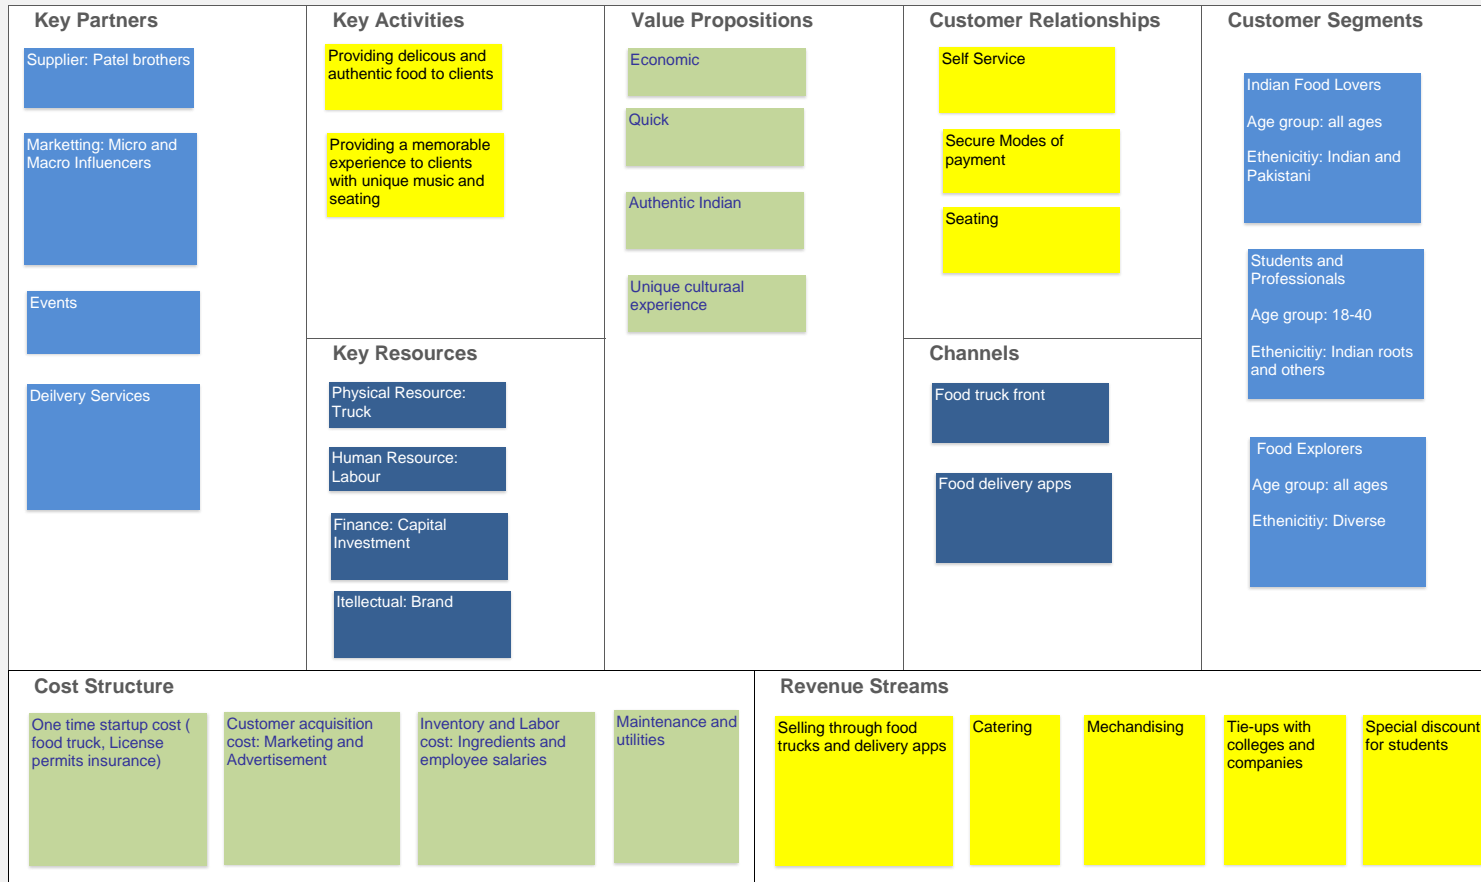 Key Partners
Supplier: Patel brothers
Marketting: Micro and
Macro Influencers
Events
Deilvery Services
Key Activities
Providing delicous and
authentic food to clients
Providing a memorable
experience to clients
with unique music and
seating
Key Resources
Physical Resource:
Truck
Human Resource:
Labour
Finance: Capital
Investment
Itellectual: Brand
Value Propositions
Economic
Quick
Authentic Indian
Unique culturaal
experience
Customer Relationships
Self Service
Secure Modes of
payment
Seating
Channels
Food truck front
Food delivery apps
Customer Segments
Indian Food Lovers
Age group: all ages
Ethenicitiy: Indian and
Pakistani
Students and
Professionals
Age group: 18-40
Ethenicitiy: Indian roots
and others
Food Explorers
Age group: all ages
Ethenicitiy: Diverse
Cost Structure
One time startup cost (
food truck, License
permits insurance)
Customer acquisition
cost: Marketing and
Advertisement
Inventory and Labor
cost: Ingredients and
employee salaries
Maintenance and
utilities
Revenue Streams
Selling through food
trucks and delivery apps
Catering
Mechandising
Tie-ups with
colleges and
companies
Special discount
for students